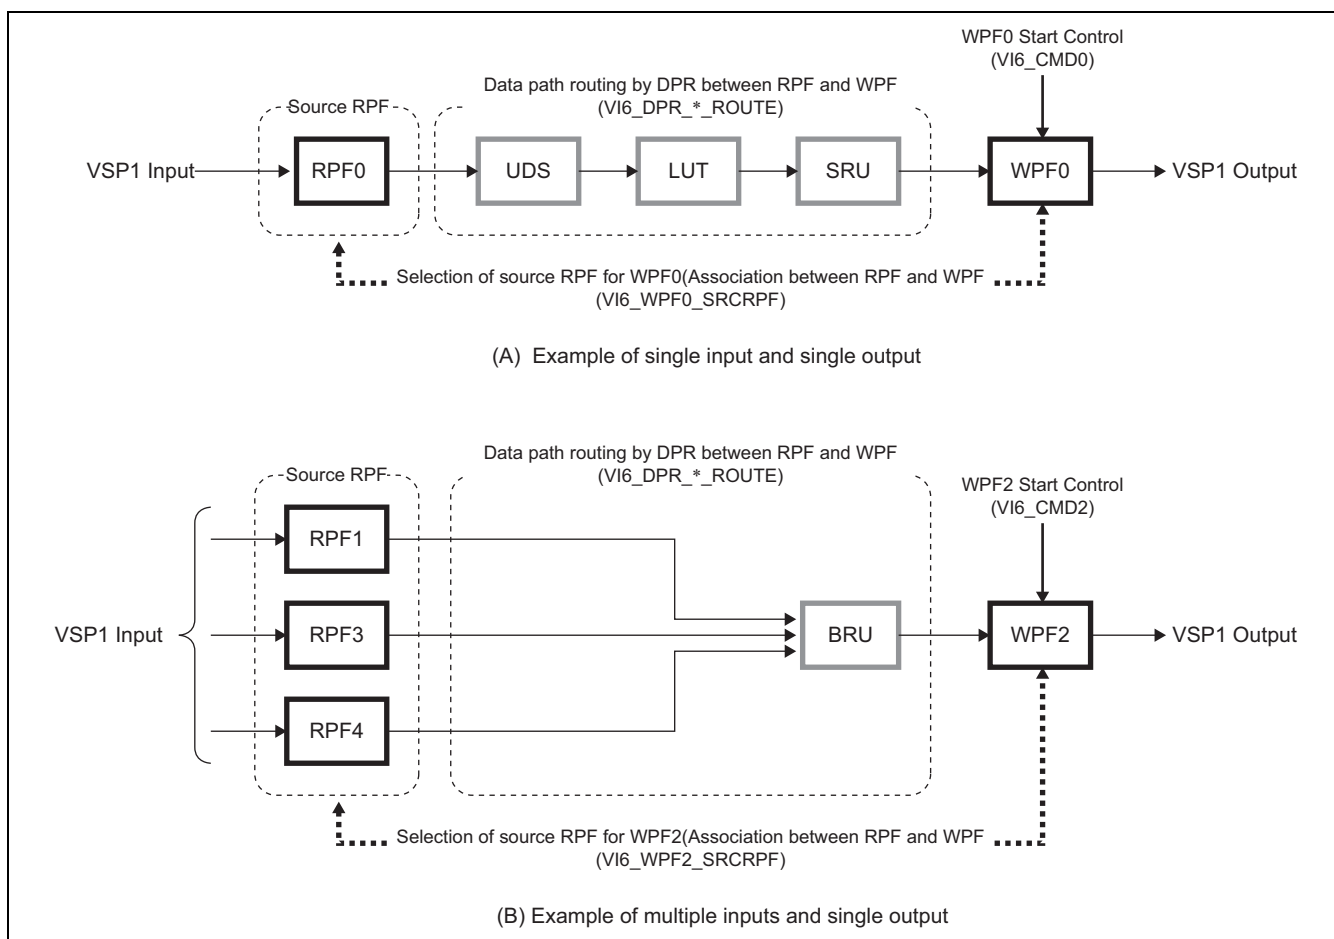 WPF0 Start Control
(VI6_CMD0)
Data path routing by DPR between RPF and WPF
(VI6_DPR_*_ROUTE)
Source RPF
VSP1 Input
RPF0
UDS
LUT
SRU
WPF0
VSP1 Output
Selection of source RPF for WPF0(Association between RPF and WPF
(VI6_WPF0_SRCRPF)
(A) Example of single input and single output
Data path routing by DPR between RPF and WPF
(VI6_DPR_*_ROUTE)
Source RPF
WPF2 Start Control
(VI6_CMD2)
RPF1
VSP1 Input
RPF3
BRU
WPF2
VSP1 Output
RPF4
Selection of source RPF for WPF2(Association between RPF and WPF
(VI6_WPF2_SRCRPF)
(B) Example of multiple inputs and single output